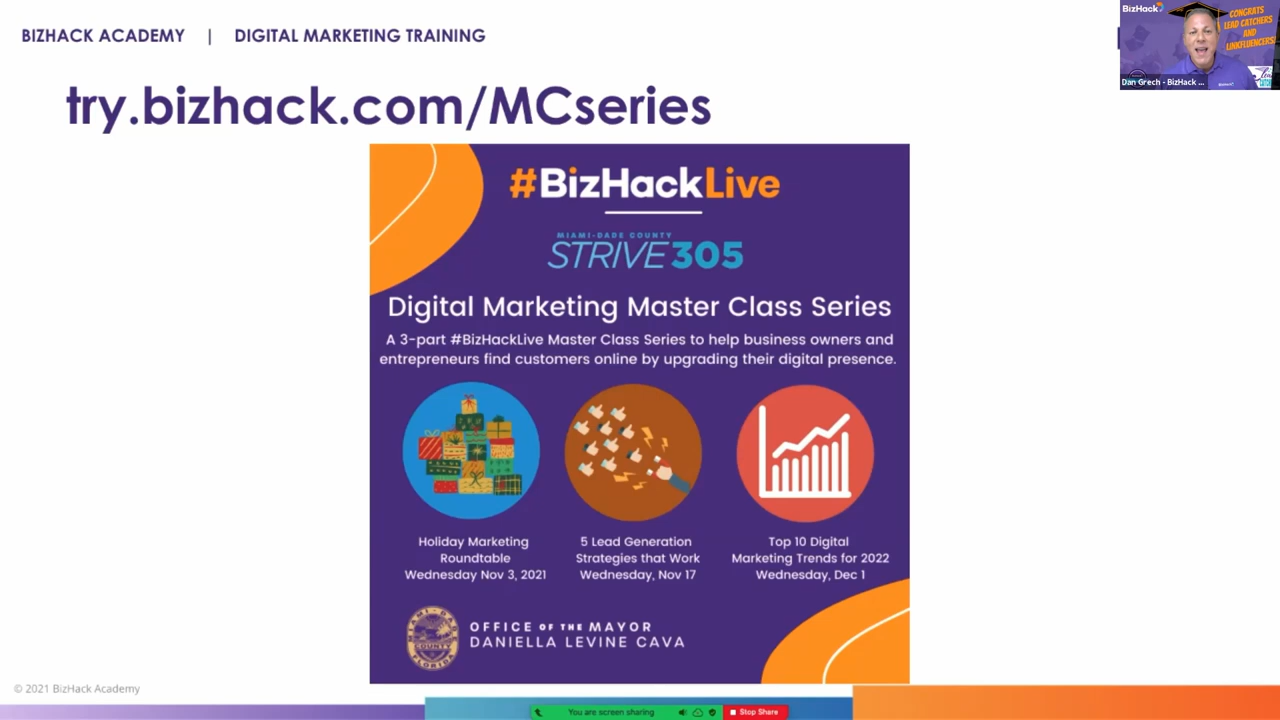 BIZHACK ACADEMY | DIGITAL MARKETING TRAINING
try.bizhack.com/MCseries
#BizHackLive
MIAMI-DADE COUNTY
STRIVE305
Digital Marketing Master Class Series
A 3-part #BizHackLive Master Class Series to help business owners and
entrepreneurs find customers online by upgrading their digital presence.
Holiday Marketing
Roundtable
Wednesday Nov 3, 2021
5 Lead Generation
Strategies that Work
Wednesday, Nov 17
Top 10 Digital
Marketing Trends for 2022
Wednesday, Dec 1
MIAMI-DADE
COUNTY
FLORIDA
OFFICE OF THE MAYOR
DANIELLA LEVINE CAVA
© 2021 BizHack Academy
You are screen sharing
Stop Share
BizHack
CONGRATS
LEAD CATCHERS
AND
LINKFLUENCERS!
Dan Grech - BizHack ...